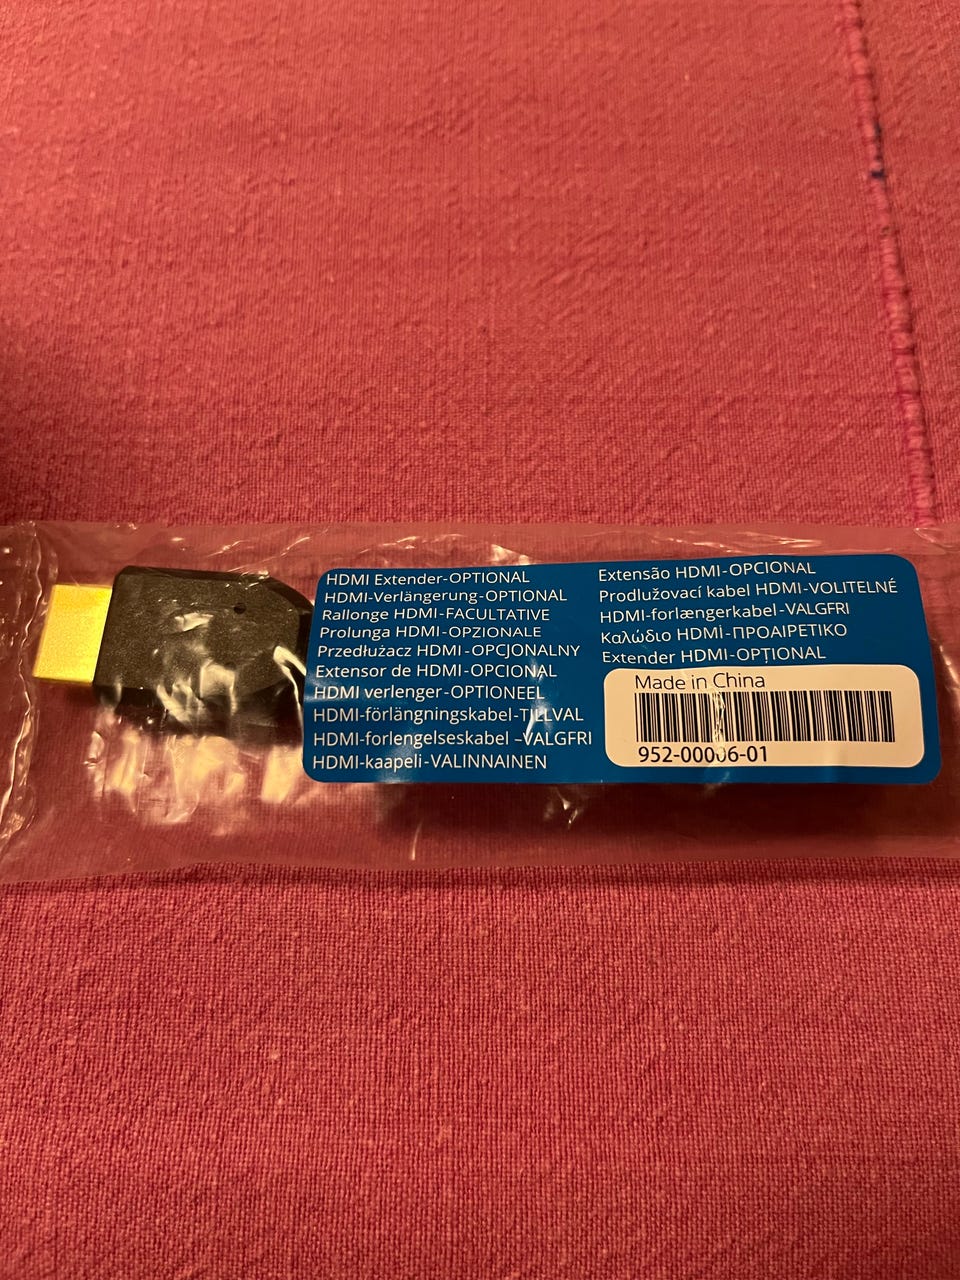 HDMI Extender-OPTIONAL
HDMI-Verlängerung-OPTIONAL
Rallonge HDMI-FACULTATIVE
Prolunga HDMI-OPZIONALE
Przedłużacz HDMI-OPCJONALNY
Extensor de HDMI-OPCIONAL
HDMI verlenger-OPTIONEEL
HDMI-förlängningskabel-TILLVAL
HDMI-forlengelseskabel –VALGFRI
HDMI-kaapeli-VALINNAINEN
Extensão HDMI-OPCIONAL
Prodlužovací kabel HDMI-VOLITELNÉ
HDMI-forlængerkabel-VALGFRI
Καλώδιο HDMI-ΠΡΟΑΙΡΕΤΙΚΟ
Extender HDMI-OPȚIONAL
Made in China
952-00006-01